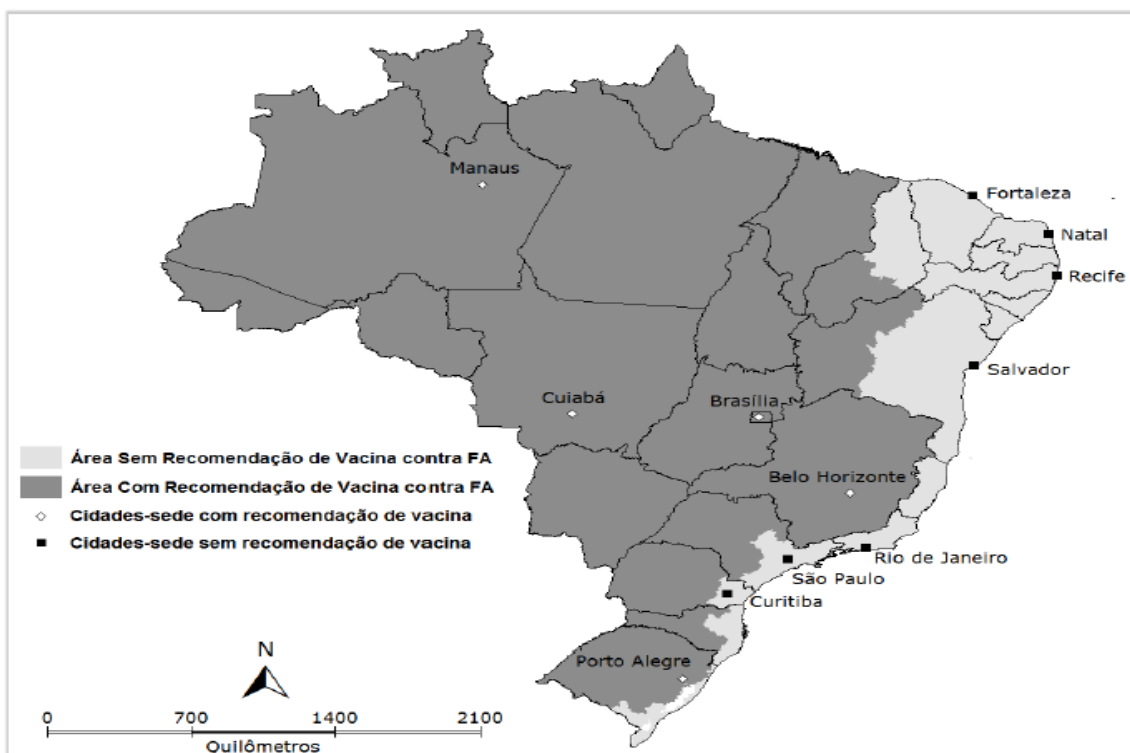 Manaus
Fortaleza
Natal
Recife
Salvador
Cuiabá
Brasília
Belo Horizonte
Área Sem Recomendação de Vacina contra FA
Área Com Recomendação de Vacina contra FA
Cidades-sede com recomendação de vacina
Cidades-sede sem recomendação de vacina
Rio de Janeiro
São Paulo
Curitiba
Porto Alegre
N
0 700 1400 2100
Quilômetros